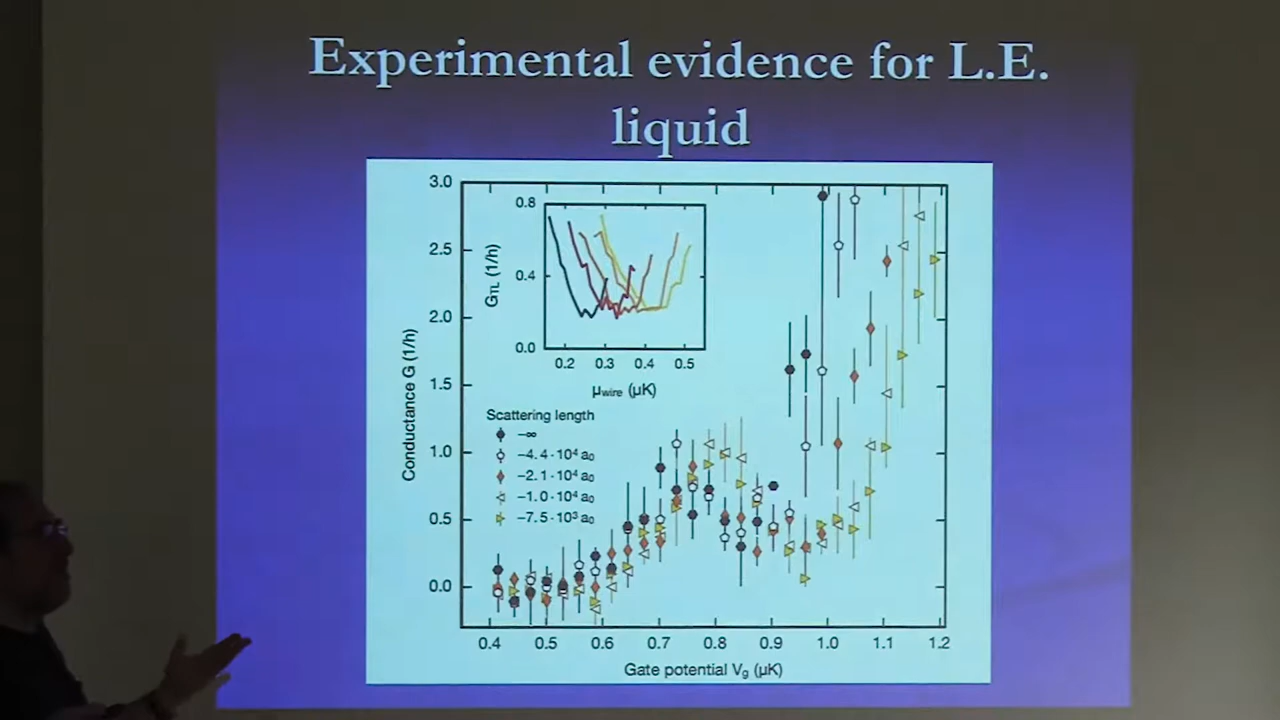 Experimental evidence for L.E.
liquid
3.0
2.5
2.0
1.5
1.0
0.5
0.0
Conductance G (1/h)
0.8
0.4
0.0
G_TL (1/h)
0.2 0.3 0.4 0.5
μ_wire (μK)
Scattering length
−∞
−4.4·10⁴ a₀
−2.1·10⁴ a₀
−1.0·10⁴ a₀
−7.5·10³ a₀
0.4 0.5 0.6 0.7 0.8 0.9 1.0 1.1 1.2
Gate potential V_g (μK)